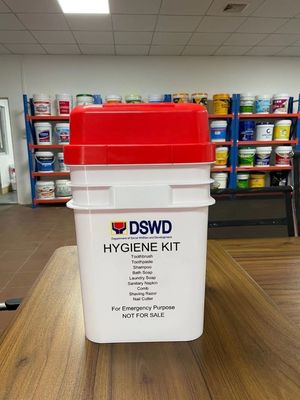 DSWD
Department of Social Welfare and Development
HYGIENE KIT
Toothbrush
Toothpaste
Shampoo
Bath Soap
Laundry Soap
Sanitary Napkin
Comb
Shaving Razor
Nail Cutter
For Emergency Purpose
NOT FOR SALE